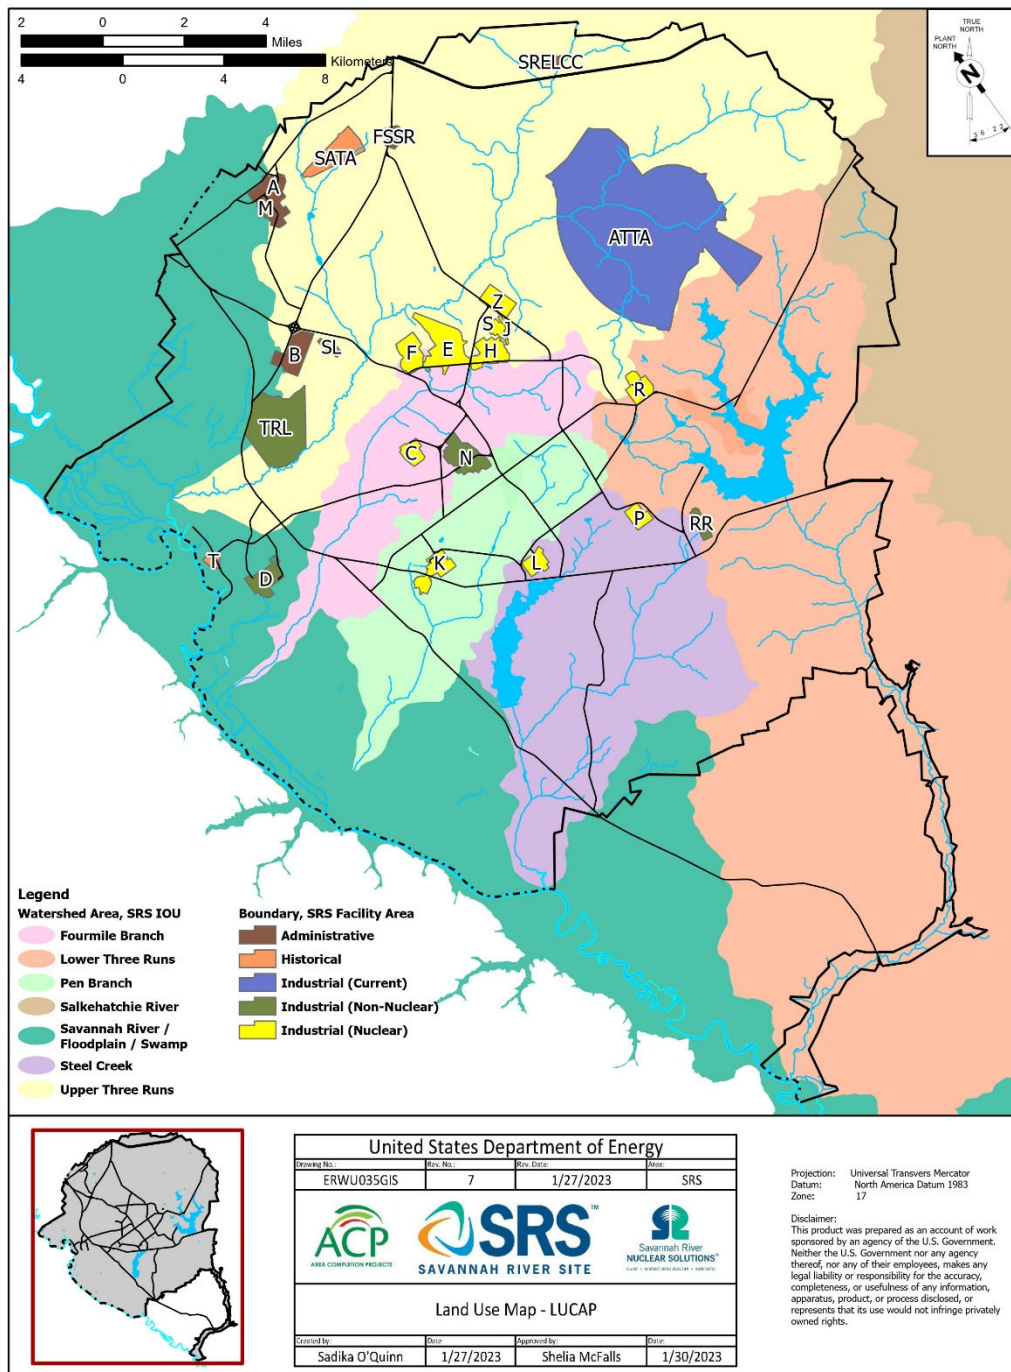 2 0 2 4
Miles
Kilometers
4 0 4 8
TRUE
NORTH
PLANT
NORTH
N
36°22'
SRELCC
FSSR
SATA
A
M
ATTA
Z
S J
F E H
B SL
R
TRL
C N
P RR
T D K L
Legend
Watershed Area, SRS IOU
Fourmile Branch
Lower Three Runs
Pen Branch
Salkehatchie River
Savannah River /
Floodplain / Swamp
Steel Creek
Upper Three Runs
Boundary, SRS Facility Area
Administrative
Historical
Industrial (Current)
Industrial (Non-Nuclear)
Industrial (Nuclear)
United States Department of Energy
Drawing No.: Rev. No.: Rev. Date: Area:
ERWU035GIS 7 1/27/2023 SRS
ACP
AREA COMPLETION PROJECTS
SRS™
SAVANNAH RIVER SITE
Savannah River
NUCLEAR SOLUTIONS
Land Use Map - LUCAP
Created by: Date Approved by: Date:
Sadika O'Quinn 1/27/2023 Shelia McFalls 1/30/2023
Projection: Universal Transvers Mercator
Datum: North America Datum 1983
Zone: 17
Disclaimer:
This product was prepared as an account of work
sponsored by an agency of the U.S. Government.
Neither the U.S. Government nor any agency
thereof, nor any of their employees, makes any
legal liability or responsibility for the accuracy,
completeness, or usefulness of any information,
apparatus, product, or process disclosed, or
represents that its use would not infringe privately
owned rights.